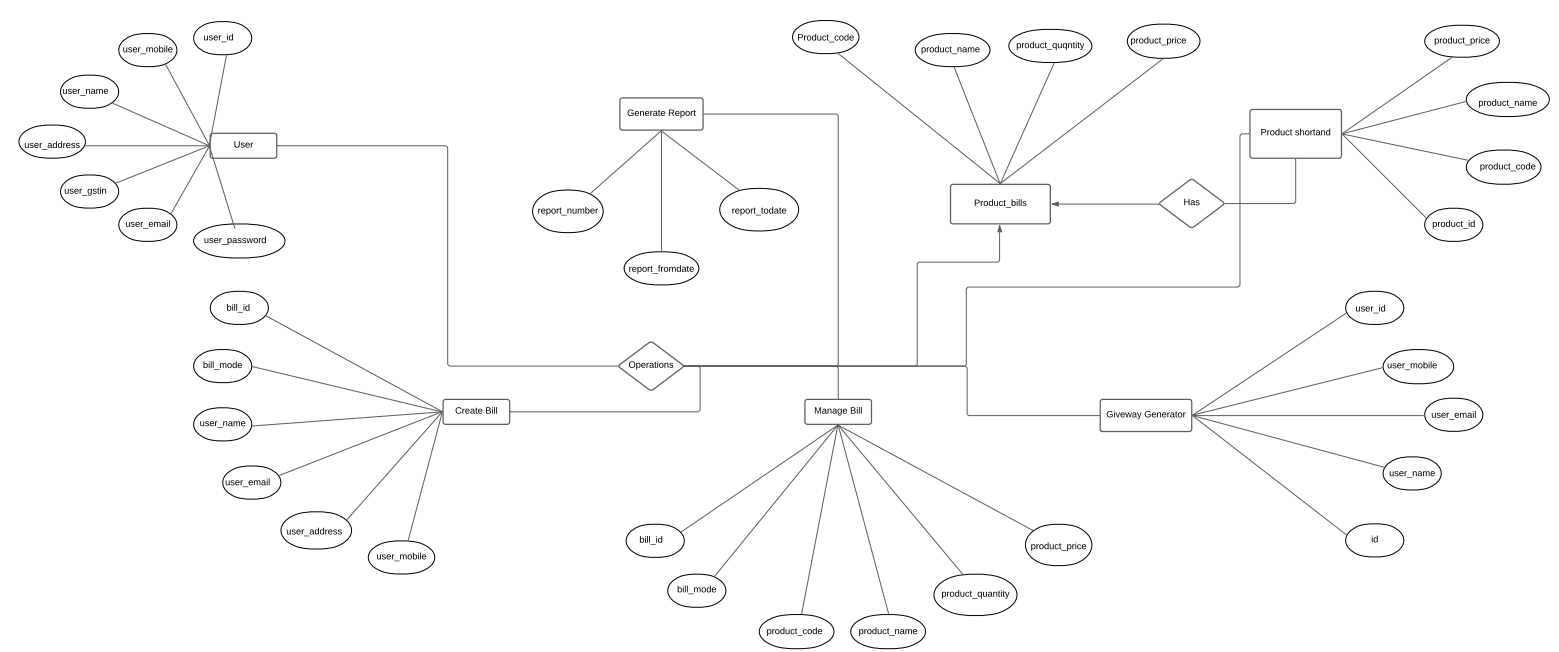 user_id
user_mobile
user_name
user_address
user_gstin
user_email
user_password
User
Generate Report
report_number
report_fromdate
report_todate
Product_code
product_name
product_quqntity
product_price
Product_bills
Has
Product shortand
product_price
product_name
product_code
product_id
Operations
bill_id
bill_mode
user_name
user_email
user_address
user_mobile
Create Bill
Manage Bill
bill_id
bill_mode
product_code
product_name
product_quantity
product_price
Giveway Generator
user_id
user_mobile
user_email
user_name
id